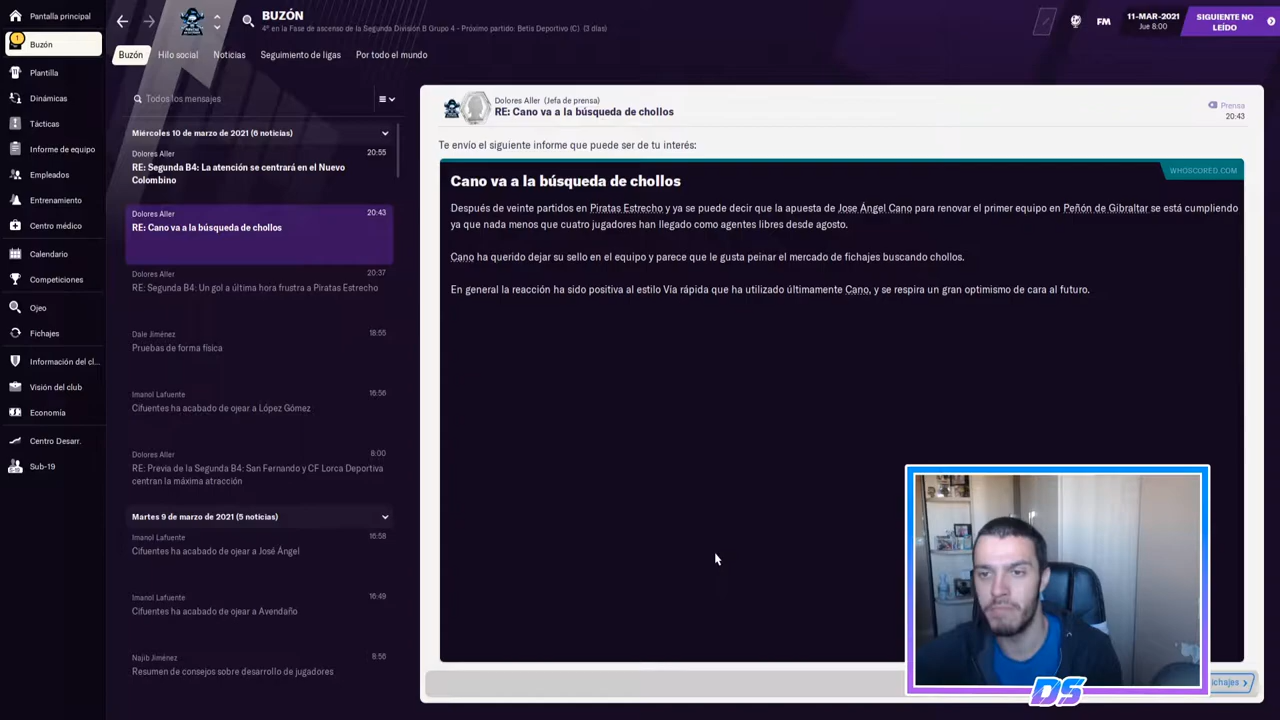 Pantalla principal
1
Buzón
Plantilla
Dinámicas
Tácticas
Informe de equipo
Empleados
Entrenamiento
Centro médico
Calendario
Competiciones
Ojeo
Fichajes
Información del cl...
Visión del club
Economía
Centro Desarr.
Sub-19
BUZÓN
4º en la Fase de ascenso de la Segunda División B Grupo 4 - Próximo partido: Betis Deportivo (C) (3 días)
FM
11-MAR-2021
Jue 8:00
SIGUIENTE NO
LEÍDO
Buzón
Hilo social
Noticias
Seguimiento de ligas
Por todo el mundo
Todos los mensajes
Miércoles 10 de marzo de 2021 (6 noticias)
Dolores Aller 20:55
RE: Segunda B4: La atención se centrará en el Nuevo
Colombino
Dolores Aller 20:43
RE: Cano va a la búsqueda de chollos
Dolores Aller 20:37
RE: Segunda B4: Un gol a última hora frustra a Piratas Estrecho
Dale Jiménez 18:55
Pruebas de forma física
Imanol Lafuente 16:56
Cifuentes ha acabado de ojear a López Gómez
Dolores Aller 8:00
RE: Previa de la Segunda B4: San Fernando y CF Lorca Deportiva
centran la máxima atracción
Martes 9 de marzo de 2021 (5 noticias)
Imanol Lafuente 16:58
Cifuentes ha acabado de ojear a José Ángel
Imanol Lafuente 16:49
Cifuentes ha acabado de ojear a Avendaño
Najib Jiménez 8:56
Resumen de consejos sobre desarrollo de jugadores
Dolores Aller (Jefa de prensa)
RE: Cano va a la búsqueda de chollos
Prensa
20:43
Te envío el siguiente informe que puede ser de tu interés:
WHOSCORED.COM
Cano va a la búsqueda de chollos
Después de veinte partidos en Piratas Estrecho y ya se puede decir que la apuesta de Jose Ángel Cano para renovar el primer equipo en Peñón de Gibraltar se está cumpliendo
ya que nada menos que cuatro jugadores han llegado como agentes libres desde agosto.
Cano ha querido dejar su sello en el equipo y parece que le gusta peinar el mercado de fichajes buscando chollos.
En general la reacción ha sido positiva al estilo Vía rápida que ha utilizado últimamente Cano, y se respira un gran optimismo de cara al futuro.
ichajes
DS